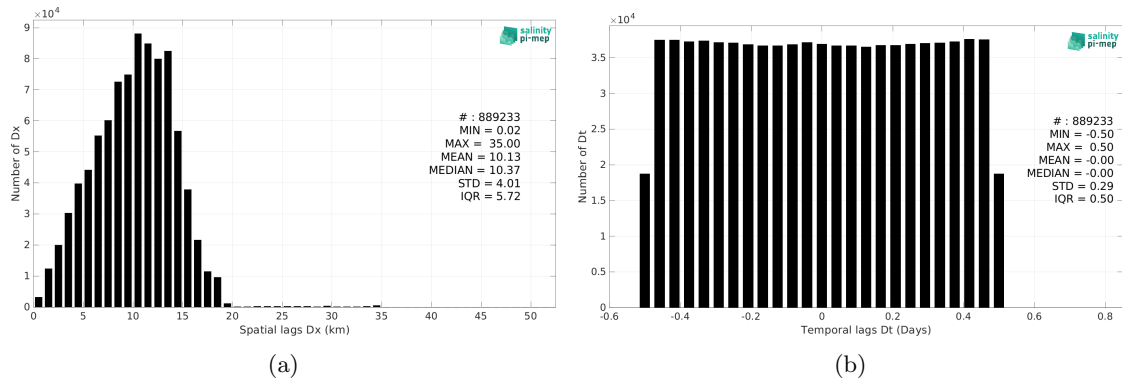 ×10⁴
9
8
7
6
5
4
3
2
1
0
Number of Dx
0 5 10 15 20 25 30 35 40 45 50
Spatial lags Dx (km)
salinity
pi-mep
# : 889233
MIN = 0.02
MAX = 35.00
MEAN = 10.13
MEDIAN = 10.37
STD = 4.01
IQR = 5.72
(a)
×10⁴
3.5
3
2.5
2
1.5
1
0.5
0
Number of Dt
-0.6 -0.4 -0.2 0 0.2 0.4 0.6 0.8
Temporal lags Dt (Days)
salinity
pi-mep
# : 889233
MIN = -0.50
MAX = 0.50
MEAN = -0.00
MEDIAN = -0.00
STD = 0.29
IQR = 0.50
(b)